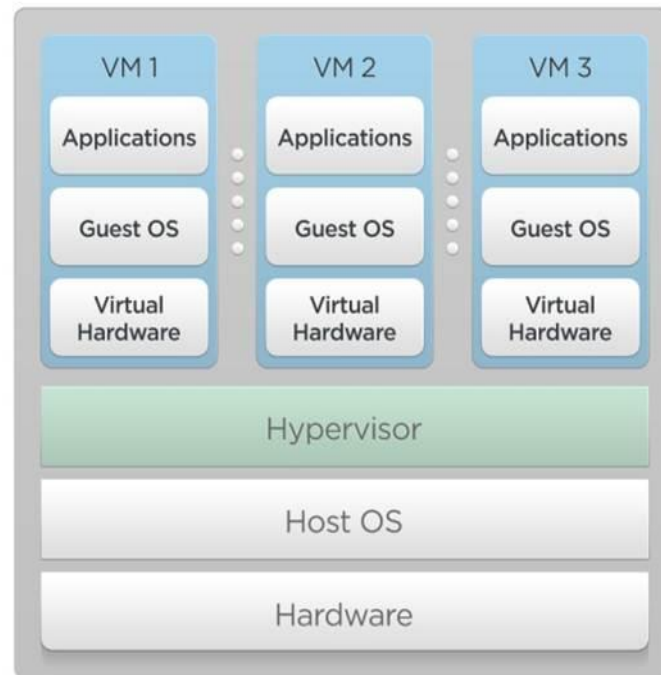 VM 1
Applications
Guest OS
Virtual
Hardware
VM 2
Applications
Guest OS
Virtual
Hardware
VM 3
Applications
Guest OS
Virtual
Hardware
Hypervisor
Host OS
Hardware